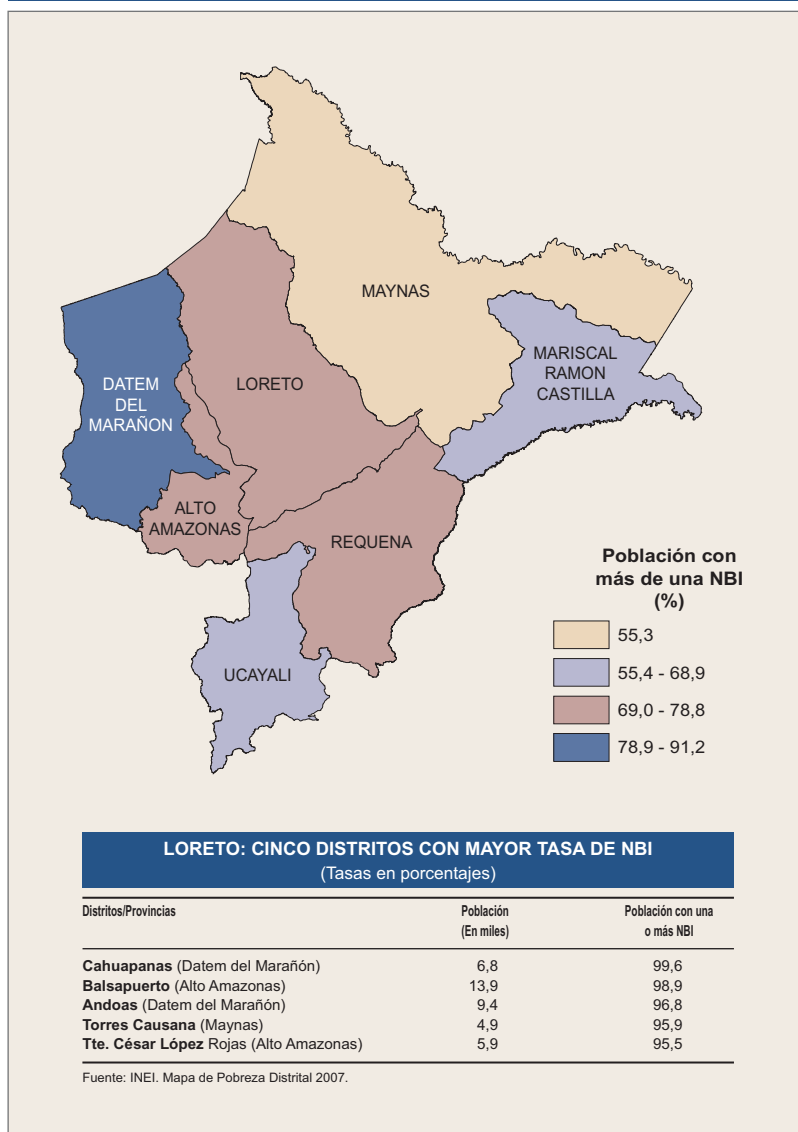 MAYNAS
MARISCAL
RAMON
CASTILLA
DATEM
DEL
MARAÑON
LORETO
ALTO
AMAZONAS
REQUENA
UCAYALI
Población con
más de una NBI
(%)
55,3
55,4 - 68,9
69,0 - 78,8
78,9 - 91,2
LORETO: CINCO DISTRITOS CON MAYOR TASA DE NBI
(Tasas en porcentajes)
Distritos/Provincias Población Población con una
(En miles) o más NBI
Cahuapanas (Datem del Marañón) 6,8 99,6
Balsapuerto (Alto Amazonas) 13,9 98,9
Andoas (Datem del Marañón) 9,4 96,8
Torres Causana (Maynas) 4,9 95,9
Tte. César López Rojas (Alto Amazonas) 5,9 95,5
Fuente: INEI. Mapa de Pobreza Distrital 2007.